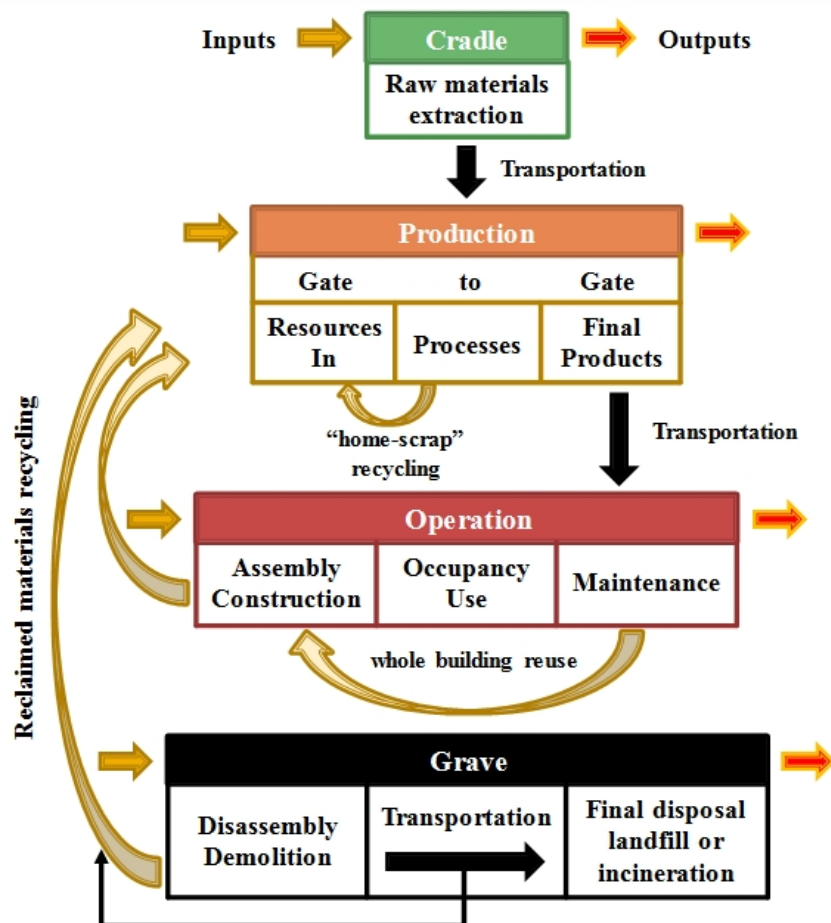 Inputs
Cradle
Outputs
Raw materials
extraction
Transportation
Production
Gate to Gate
Resources
In
Processes
Final
Products
"home-scrap"
recycling
Transportation
Reclaimed materials recycling
Operation
Assembly
Construction
Occupancy
Use
Maintenance
whole building reuse
Grave
Disassembly
Demolition
Transportation
Final disposal
landfill or
incineration